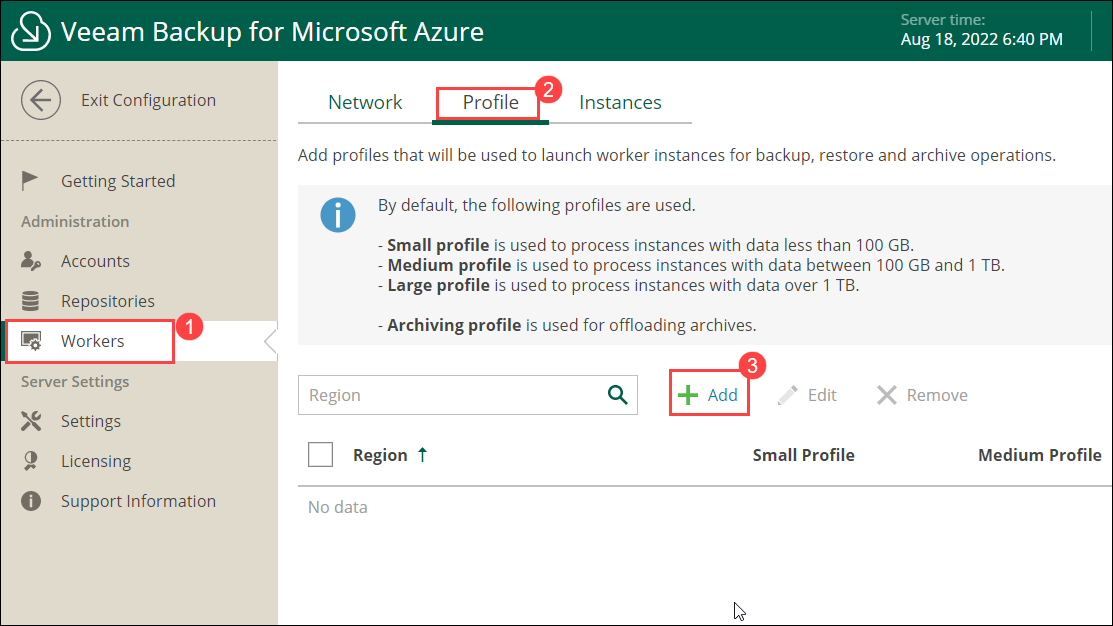 Veeam Backup for Microsoft Azure
Server time:
Aug 18, 2022 6:40 PM
Exit Configuration
Getting Started
Administration
Accounts
Repositories
Workers
1
Server Settings
Settings
Licensing
Support Information
Network
Profile
2
Instances
Add profiles that will be used to launch worker instances for backup, restore and archive operations.
By default, the following profiles are used.
- Small profile is used to process instances with data less than 100 GB.
- Medium profile is used to process instances with data between 100 GB and 1 TB.
- Large profile is used to process instances with data over 1 TB.
- Archiving profile is used for offloading archives.
Region
3
Add
Edit
Remove
Region ↑
Small Profile
Medium Profile
No data